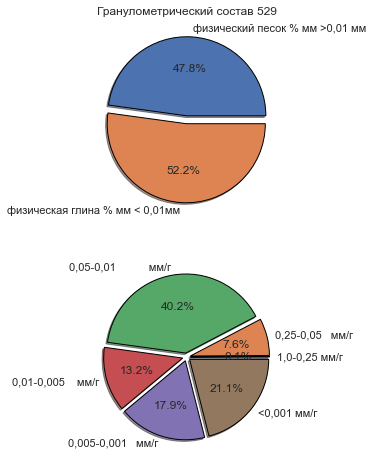 Гранулометрический состав 529
физический песок % мм >0,01 мм
47.8%
52.2%
физическая глина % мм < 0,01мм
0,05-0,01 мм/г
40.2%
0,25-0,05 мм/г
7.6%
0.1%
1,0-0,25 мм/г
13.2%
0,01-0,005 мм/г
21.1%
17.9%
<0,001 мм/г
0,005-0,001 мм/г